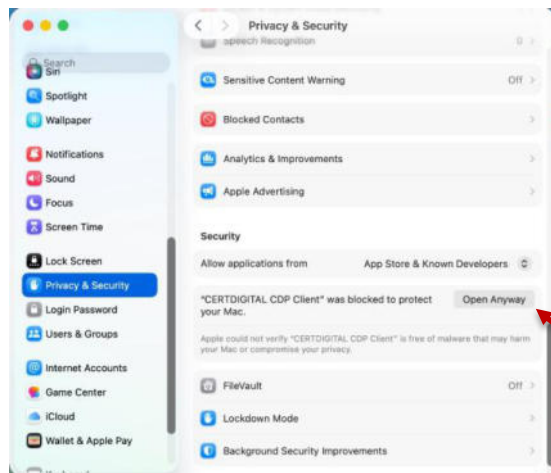 Privacy & Security
Search
Siri
Spotlight
Wallpaper
Notifications
Sound
Focus
Screen Time
Lock Screen
Privacy & Security
Login Password
Users & Groups
Internet Accounts
Game Center
iCloud
Wallet & Apple Pay
Speech Recognition 0
Sensitive Content Warning Off
Blocked Contacts
Analytics & Improvements
Apple Advertising
Security
Allow applications from App Store & Known Developers
"CERTDIGITAL CDP Client" was blocked to protect your Mac. Open Anyway
Apple could not verify "CERTDIGITAL CDP Client" is free of malware that may harm
your Mac or compromise your privacy.
FileVault Off
Lockdown Mode
Background Security Improvements